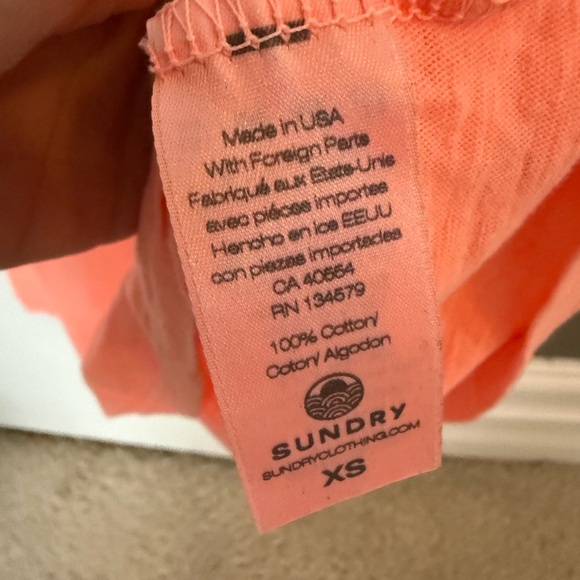 Made in USA
With Foreign Parts
Fabriqué aux Etats-Unis
avec pièces importes
Hencho en los EEUU
con piezas importadas
CA 40554
RN 134579
100% Cotton/
Coton/ Algodon
SUNDRY
SUNDRYCLOTHING.COM
XS